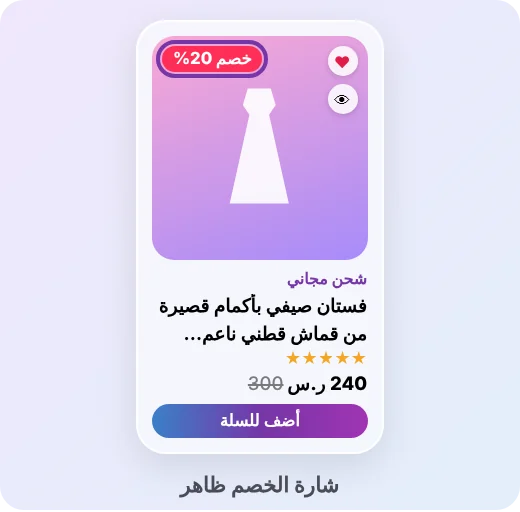 خصم 20%
شحن مجاني
فستان صيفي بأكمام قصيرة
من قماش قطني ناعم...
★★★★★
240 ر.س 300
أضف للسلة
شارة الخصم ظاهر